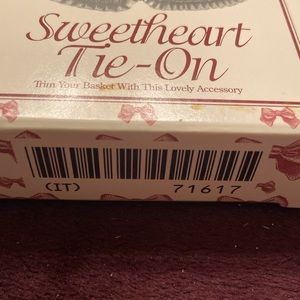 Sweetheart
Tie-On
Trim Your Basket With This Lovely Accessory
(IT) 71617